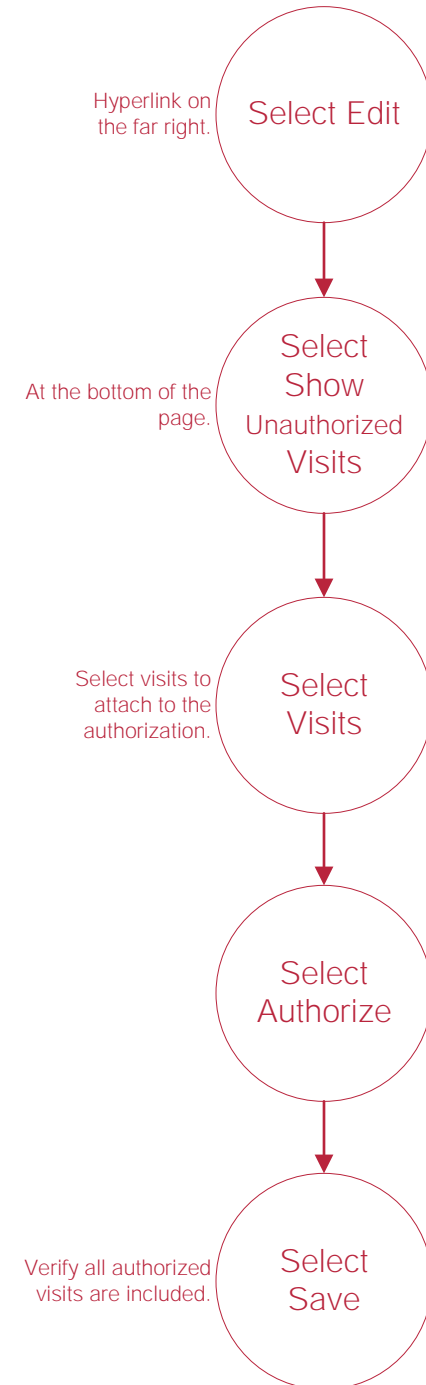 Hyperlink on
the far right.
Select Edit
At the bottom of the
page.
Select
Show
Unauthorized
Visits
Select visits to
attach to the
authorization.
Select
Visits
Select
Authorize
Verify all authorized
visits are included.
Select
Save